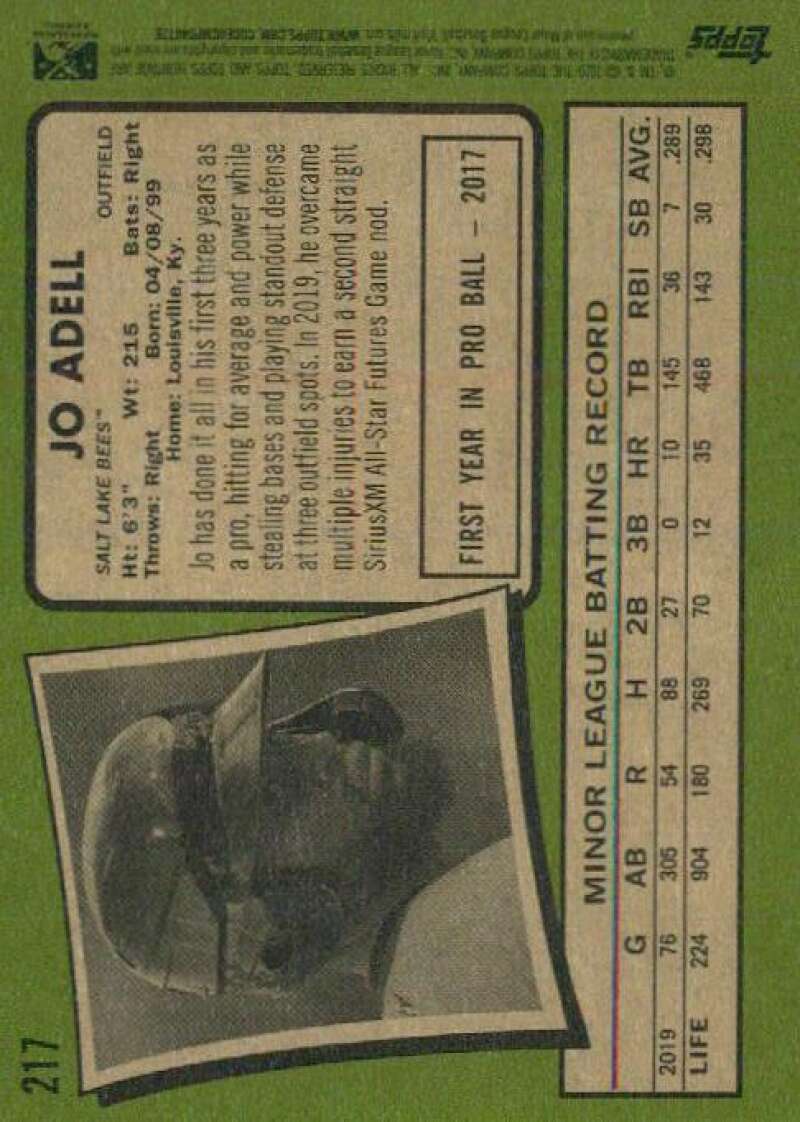 217
JO ADELL
SALT LAKE BEES™ OUTFIELD
Ht: 6'3" Wt: 215 Bats: Right
Throws: Right Born: 04/08/99
Home: Louisville, Ky.
Jo has done it all in his first three years as
a pro, hitting for average and power while
stealing bases and playing standout defense
at three outfield spots. In 2019, he overcame
multiple injuries to earn a second straight
SiriusXM All-Star Futures Game nod.
FIRST YEAR IN PRO BALL – 2017
MINOR LEAGUE BATTING RECORD
G AB R H 2B 3B HR TB RBI SB AVG.
2019 76 305 54 88 27 0 10 145 36 7 .289
LIFE 224 904 180 269 70 12 35 468 143 30 .298
topps